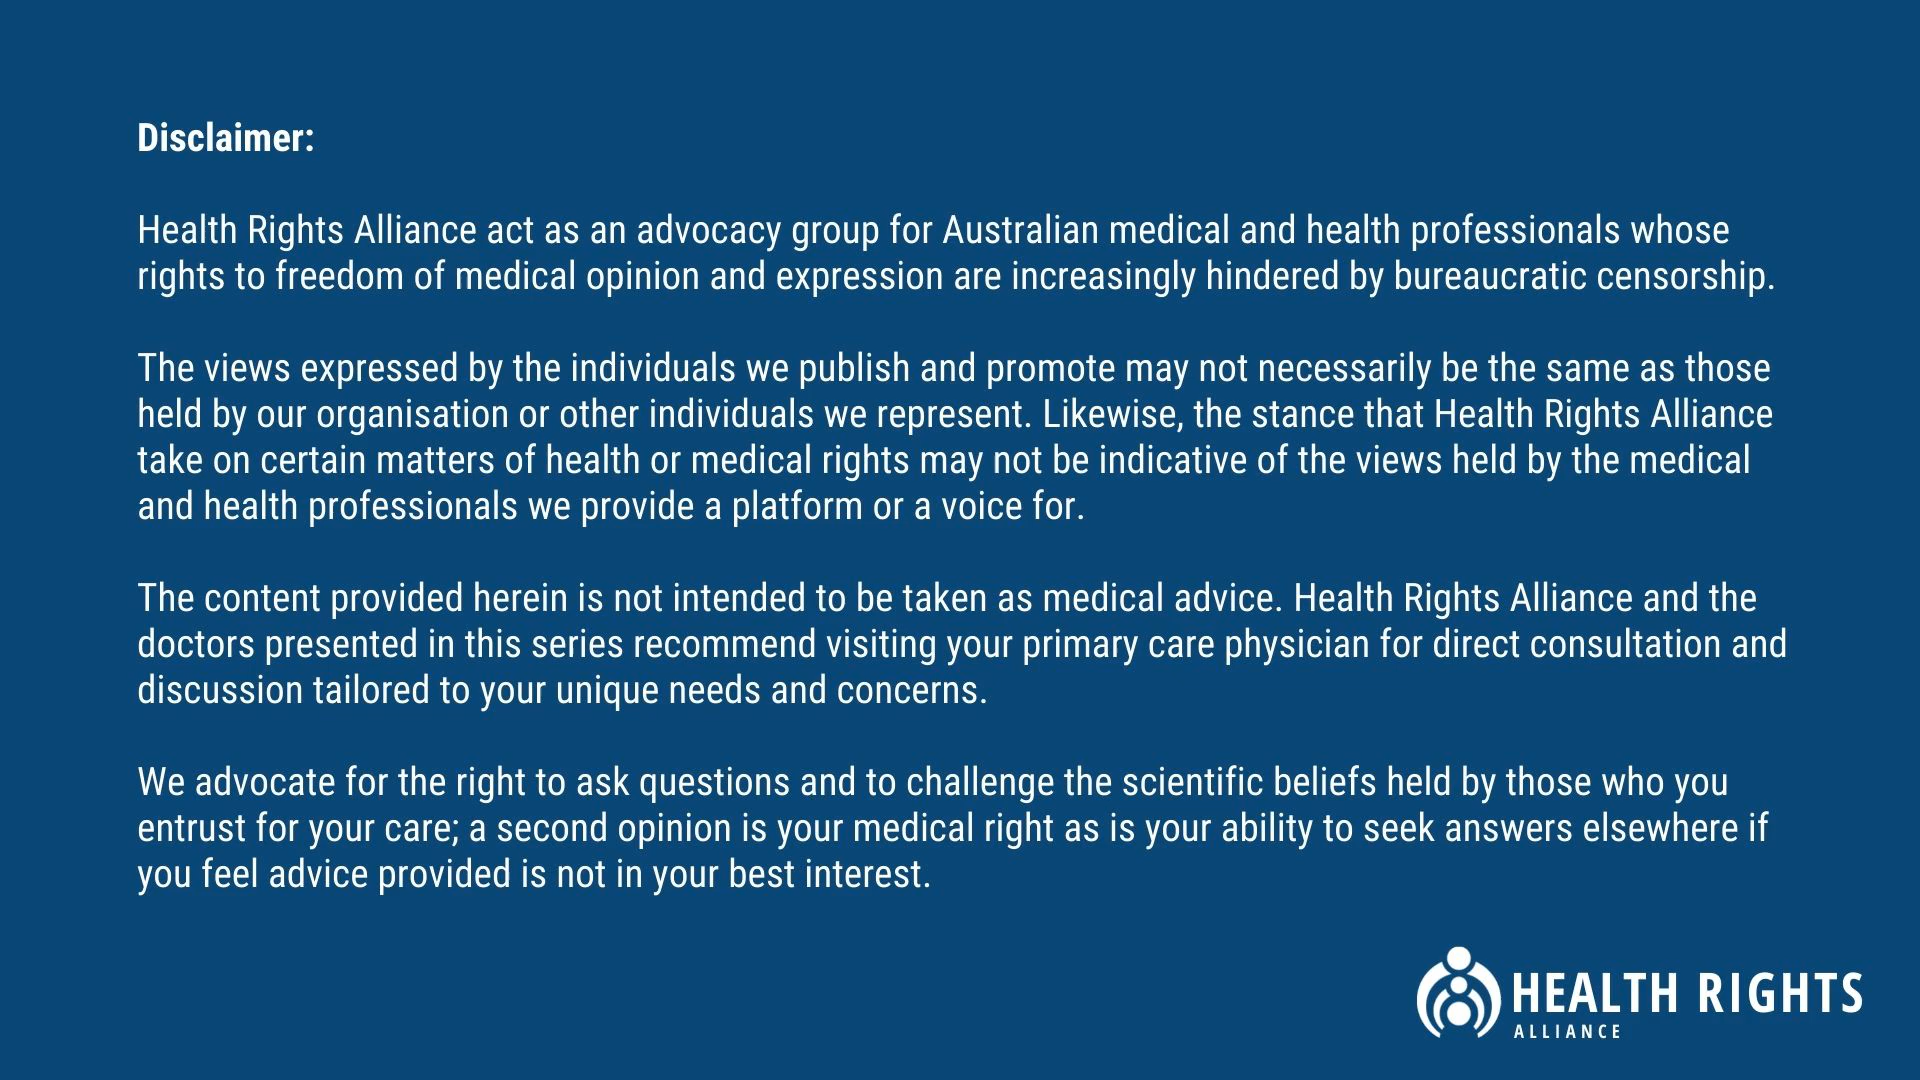 Disclaimer:
Health Rights Alliance act as an advocacy group for Australian medical and health professionals whose
rights to freedom of medical opinion and expression are increasingly hindered by bureaucratic censorship.
The views expressed by the individuals we publish and promote may not necessarily be the same as those
held by our organisation or other individuals we represent. Likewise, the stance that Health Rights Alliance
take on certain matters of health or medical rights may not be indicative of the views held by the medical
and health professionals we provide a platform or a voice for.
The content provided herein is not intended to be taken as medical advice. Health Rights Alliance and the
doctors presented in this series recommend visiting your primary care physician for direct consultation and
discussion tailored to your unique needs and concerns.
We advocate for the right to ask questions and to challenge the scientific beliefs held by those who you
entrust for your care; a second opinion is your medical right as is your ability to seek answers elsewhere if
you feel advice provided is not in your best interest.
HEALTH RIGHTS
ALLIANCE